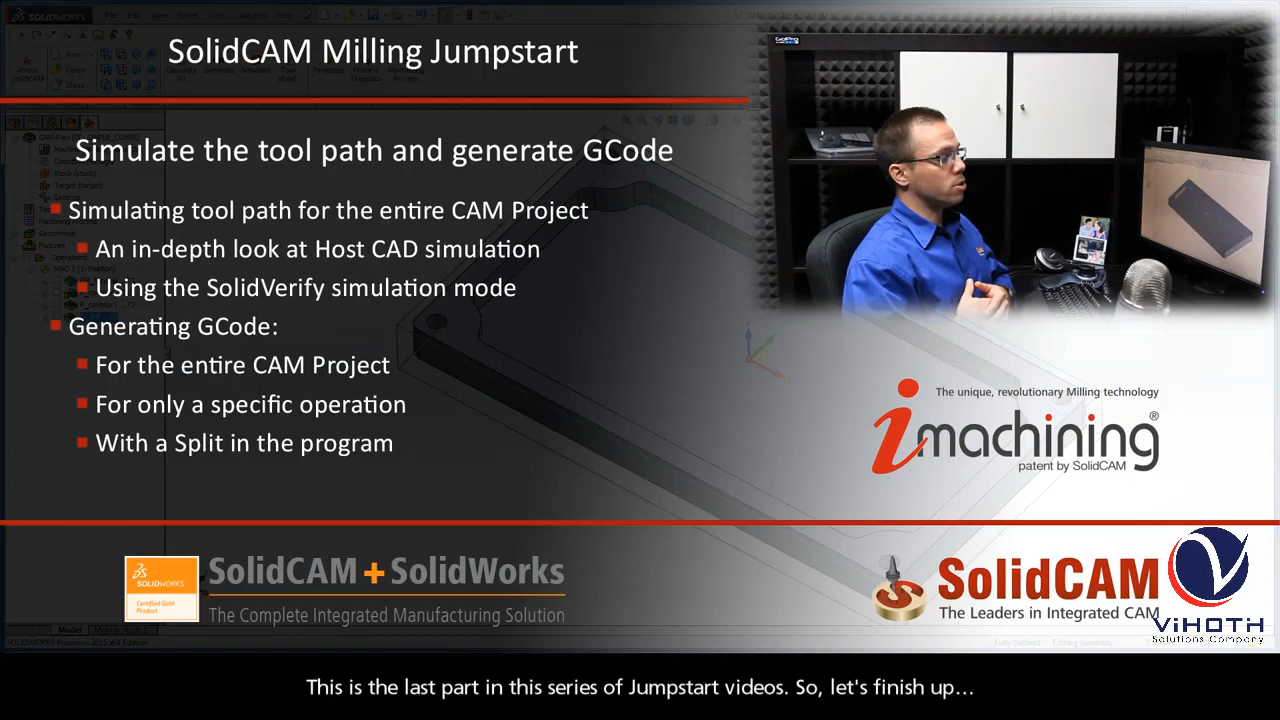 SolidCAM Milling Jumpstart
Simulate the tool path and generate GCode
Simulating tool path for the entire CAM Project
An in-depth look at Host CAD simulation
Using the SolidVerify simulation mode
Generating GCode:
For the entire CAM Project
For only a specific operation
With a Split in the program
GoPro
The unique, revolutionary Milling technology
imachining®
patent by SolidCAM
SOLIDWORKS
Certified Gold
Product
SolidCAM + SolidWorks
The Complete Integrated Manufacturing Solution
SolidCAM
The Leaders in Integrated CAM
ViHOTH
Solutions Company
This is the last part in this series of Jumpstart videos. So, let's finish up...